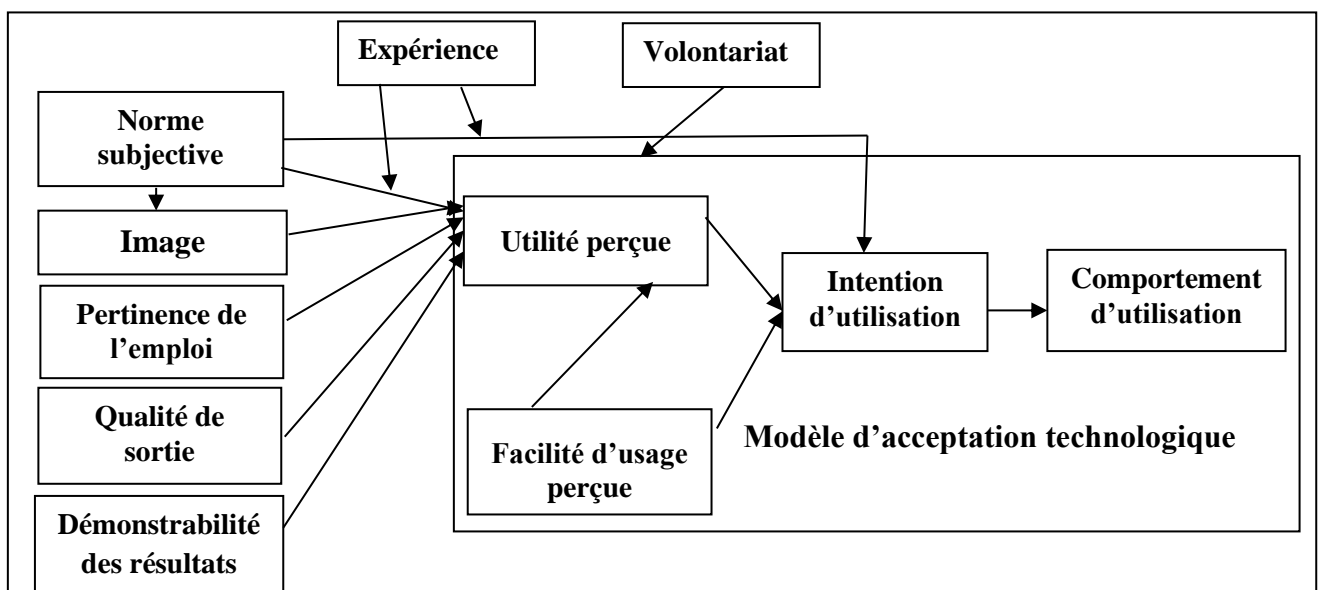 Expérience
Volontariat
Norme
subjective
Image
Utilité perçue
Pertinence de
l'emploi
Intention
d'utilisation
Comportement
d'utilisation
Qualité de
sortie
Facilité d'usage
perçue
Modèle d'acceptation technologique
Démonstrabilité
des résultats